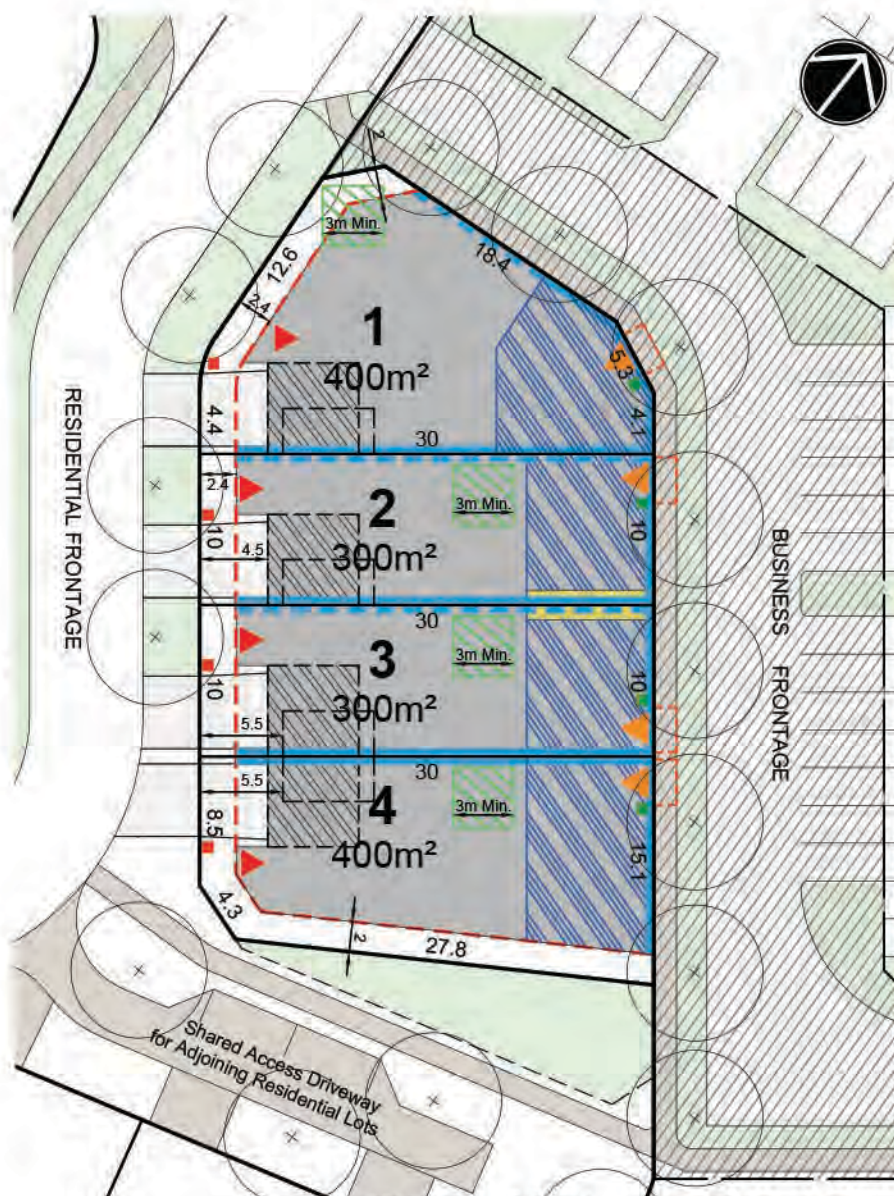 2
3m Min.
12.6
18.4
2.4
1
400m²
5.3
4.1
4.4
30
RESIDENTIAL FRONTAGE
BUSINESS FRONTAGE
2.4
2
300m²
3m Min.
10
4.5
10
30
3
300m²
3m Min.
10
10
5.5
30
5.5
4
400m²
3m Min.
8.5
15.1
4.3
2
27.8
Shared Access Driveway
for Adjoining Residential Lots